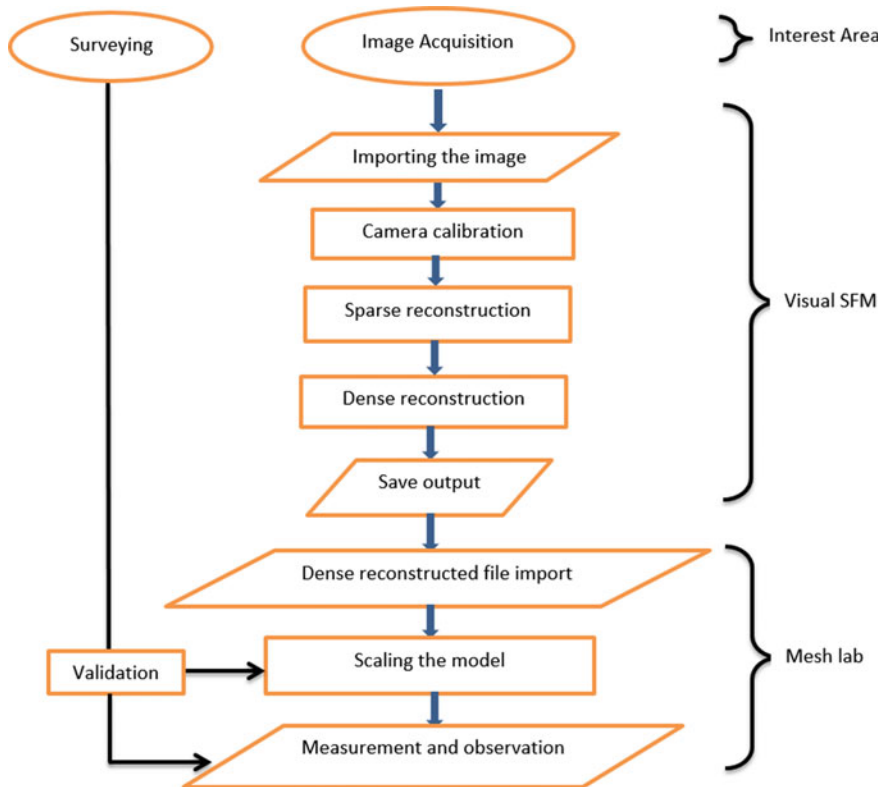 Surveying
Image Acquisition
Interest Area
Importing the image
Camera calibration
Sparse reconstruction
Visual SFM
Dense reconstruction
Save output
Dense reconstructed file import
Scaling the model
Mesh lab
Validation
Measurement and observation